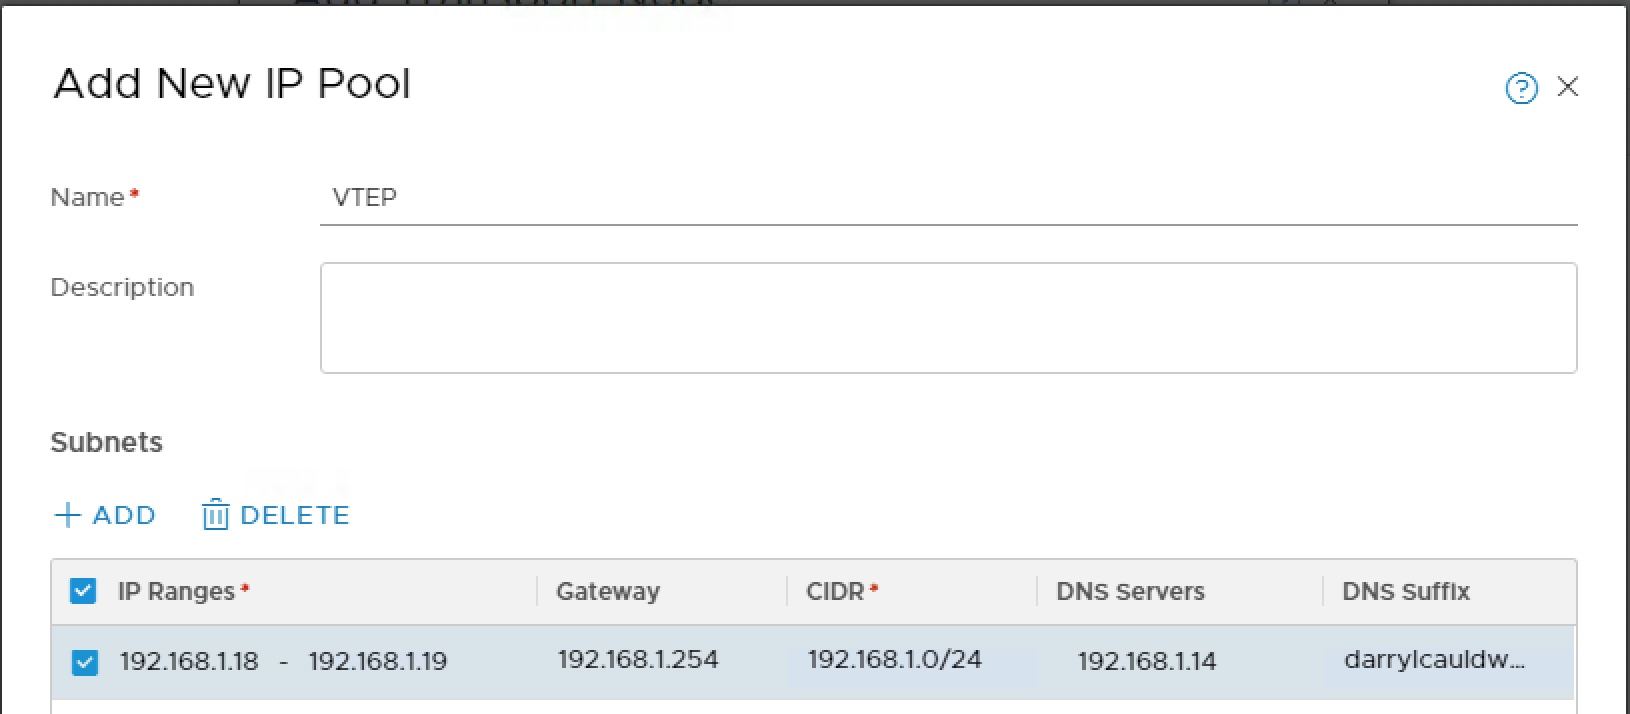 Add New IP Pool
Name*
VTEP
Description
Subnets
+ ADD DELETE
IP Ranges* Gateway CIDR* DNS Servers DNS Suffix
192.168.1.18 - 192.168.1.19 192.168.1.254 192.168.1.0/24 192.168.1.14 darrylcauldw...